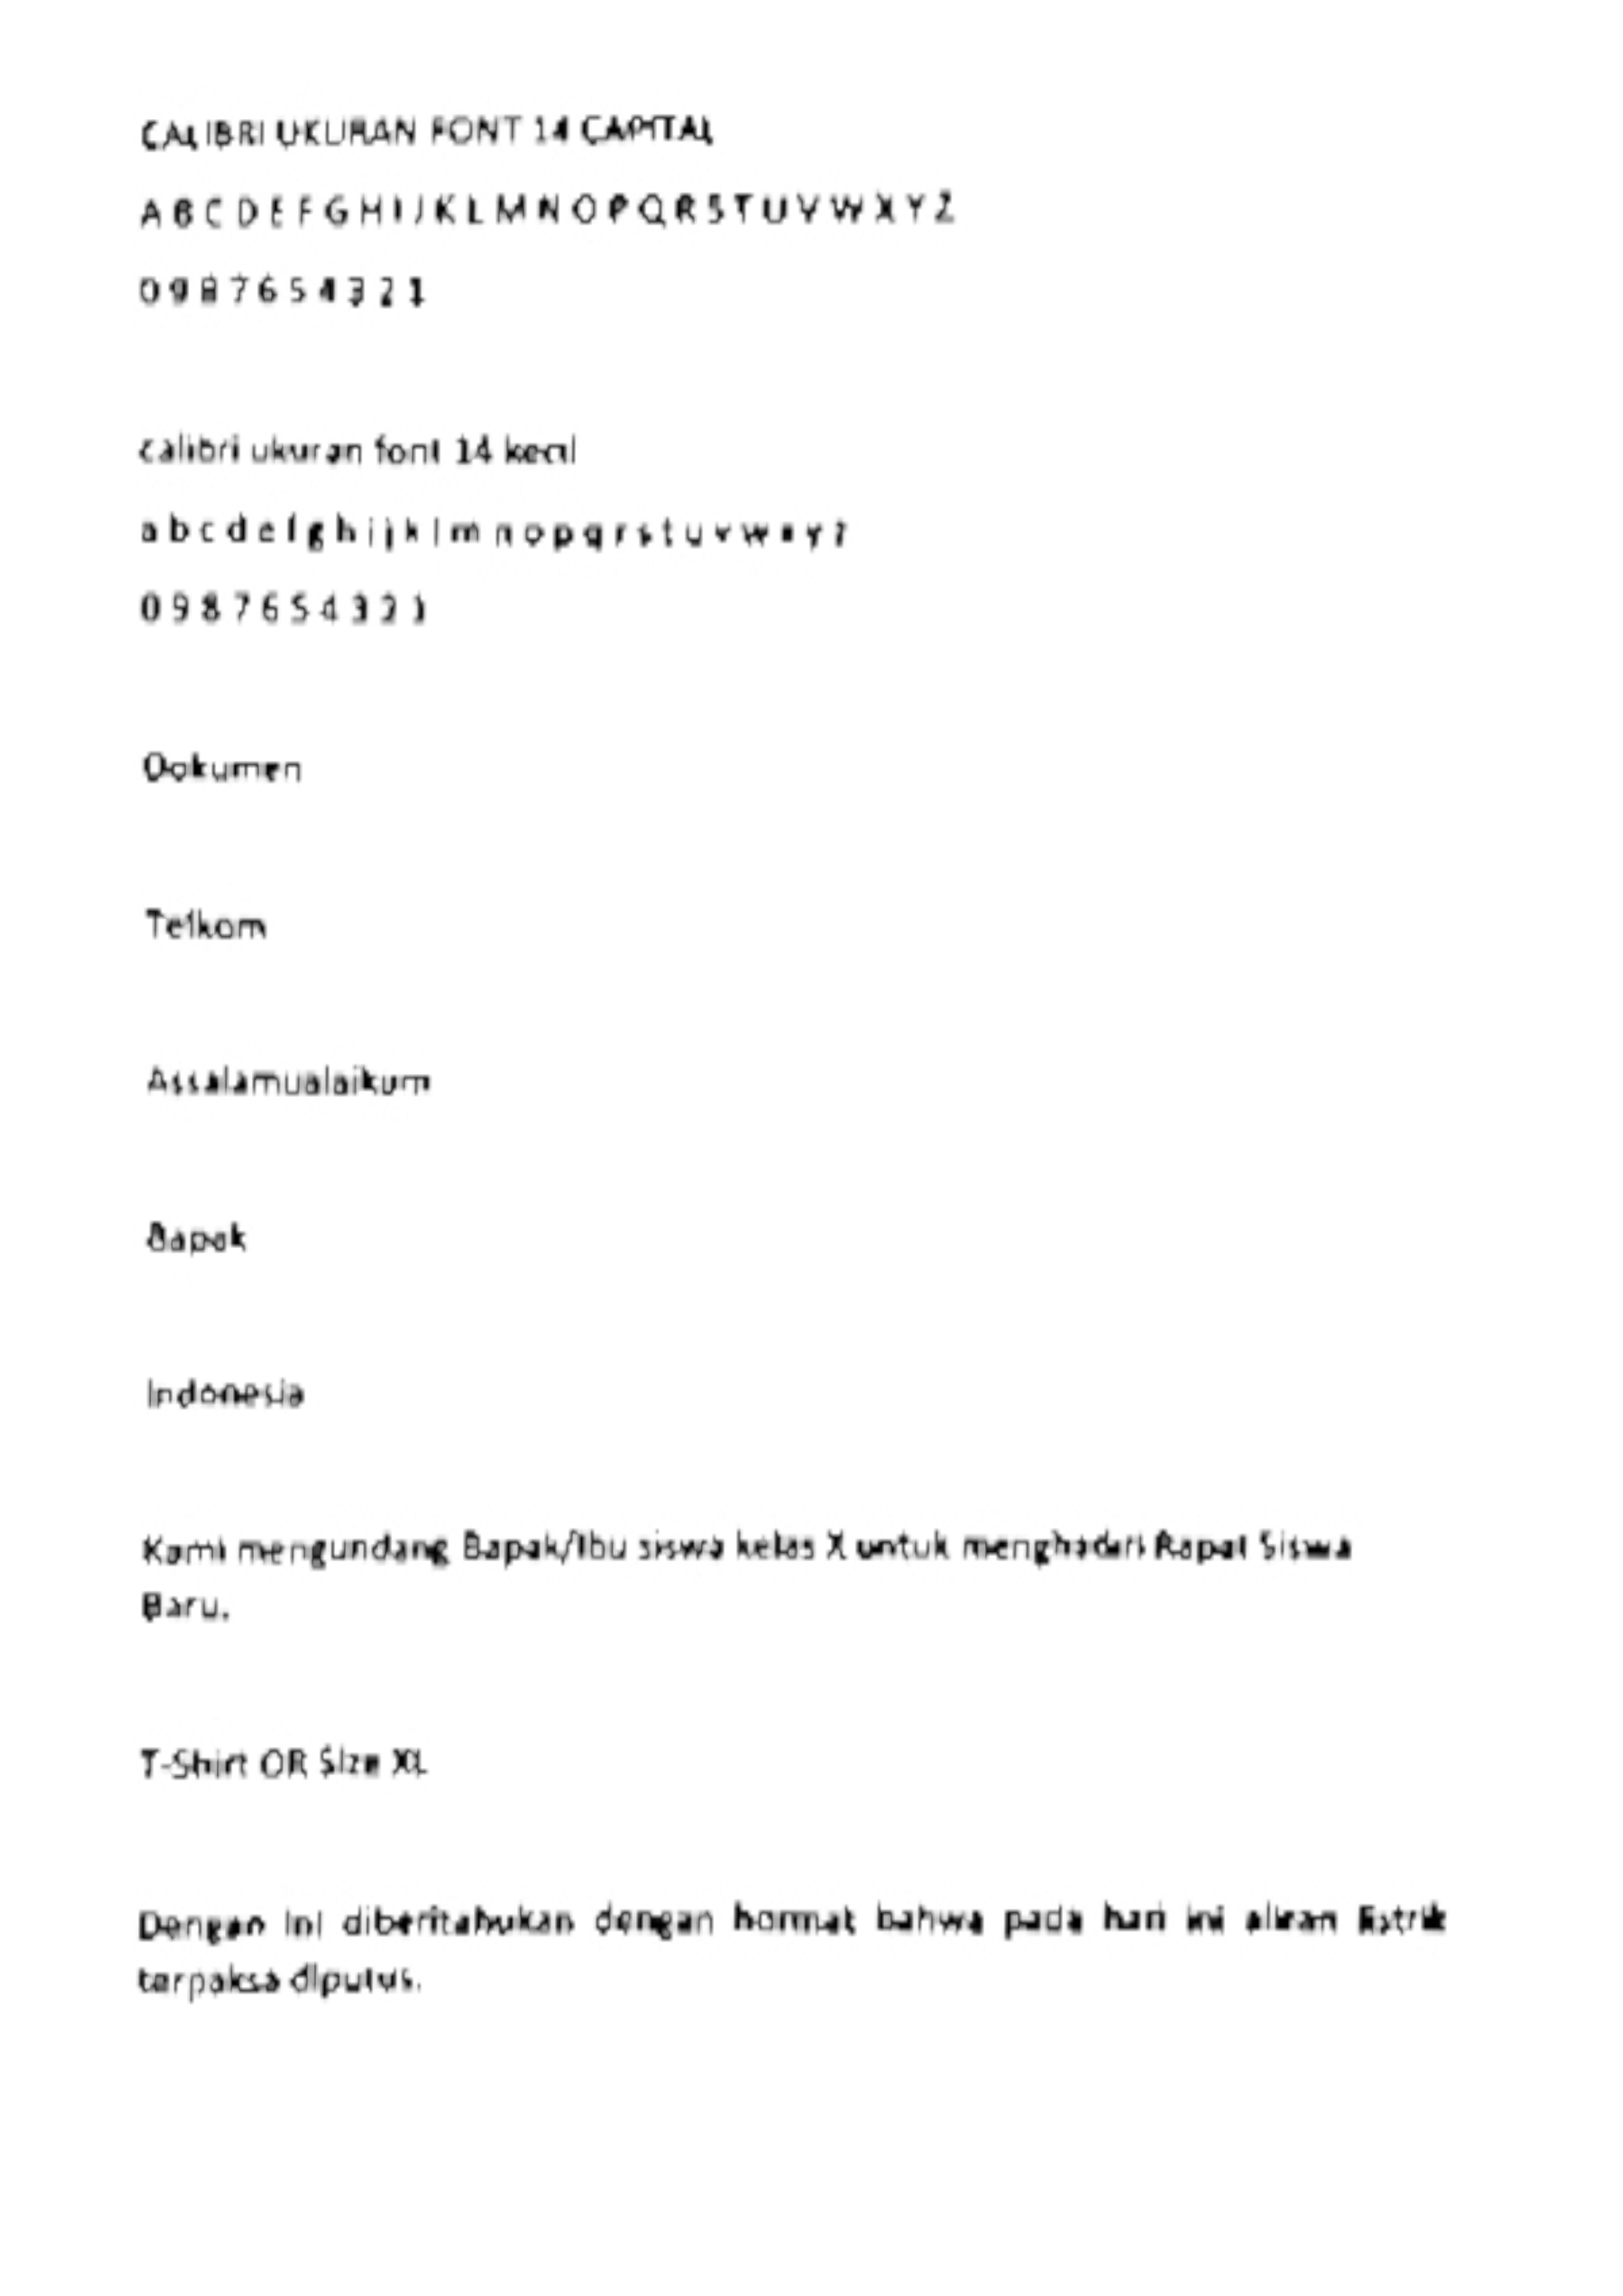 CALIBRI UKURAN FONT 14 CAPITAL
A B C D E F G H I J K L M N O P Q R S T U V W X Y Z
0 9 8 7 6 5 4 3 2 1
calibri ukuran font 14 kecil
a b c d e f g h i j k l m n o p q r s t u v w x y z
0 9 8 7 6 5 4 3 2 1
Dokumen
Telkom
Assalamualaikum
Bapak
Indonesia
Kami mengundang Bapak/Ibu siswa kelas X untuk menghadiri Rapat Siswa
Baru.
T-Shirt OR Size XL
Dengan ini diberitahukan dengan hormat bahwa pada hari ini aliran listrik
terpaksa diputus.